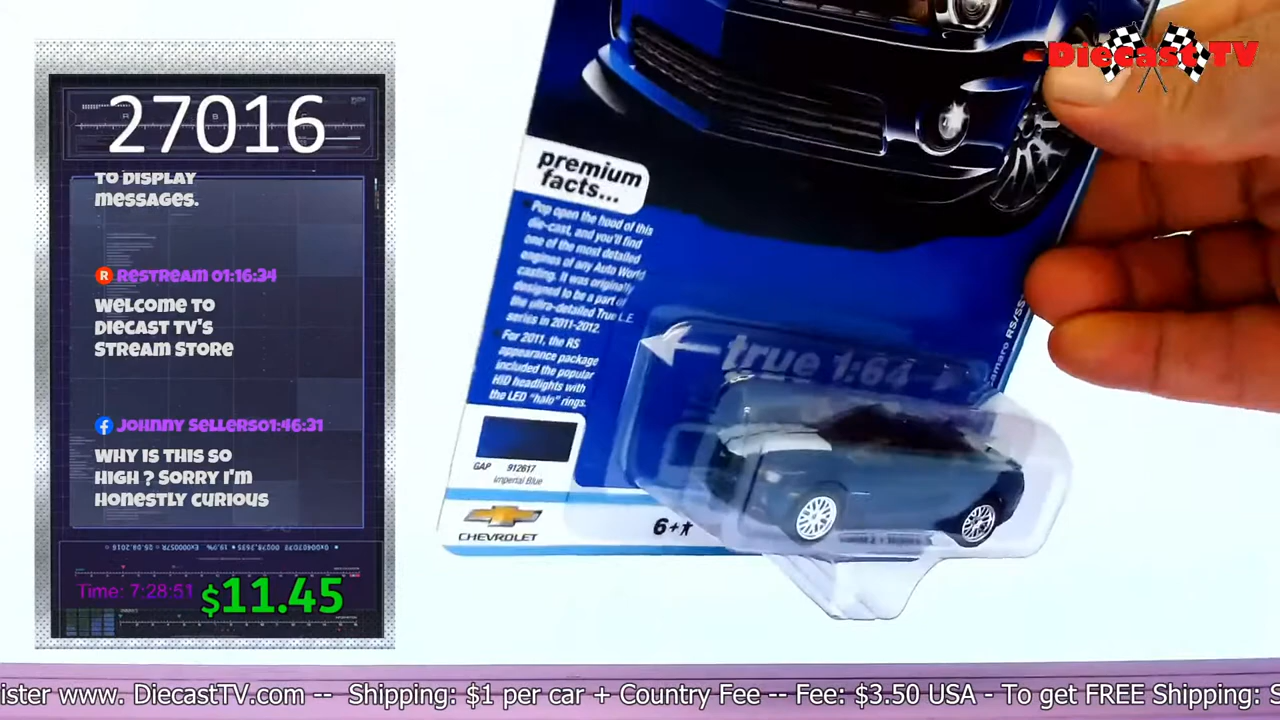 Diecast TV
27016
TO DISPLAY
MESSAGES.
Restream 01:16:34
WELCOME TO
DIECAST TV'S
STREAM STORE
Johnny Sellers01:46:31
WHY IS THIS SO
HIGH ? SORRY I'M
HONESTLY CURIOUS
Time: 7:28:51
$11.45
premium
facts...
Pop open the hood of this
die-cast, and you'll find
one of the most detailed
engines of any Auto World
casting. It was originally
designed to be a part of
the ultra-detailed True L.E.
series in 2011-2012.
For 2011, the RS
appearance package
included the popular
HID headlights with
the LED "halo" rings.
true 1:64
Camaro RS/SS
GAP 912617
Imperial Blue
CHEVROLET
6+
ister www. DiecastTV.com -- Shipping: $1 per car + Country Fee -- Fee: $3.50 USA - To get FREE Shipping: S